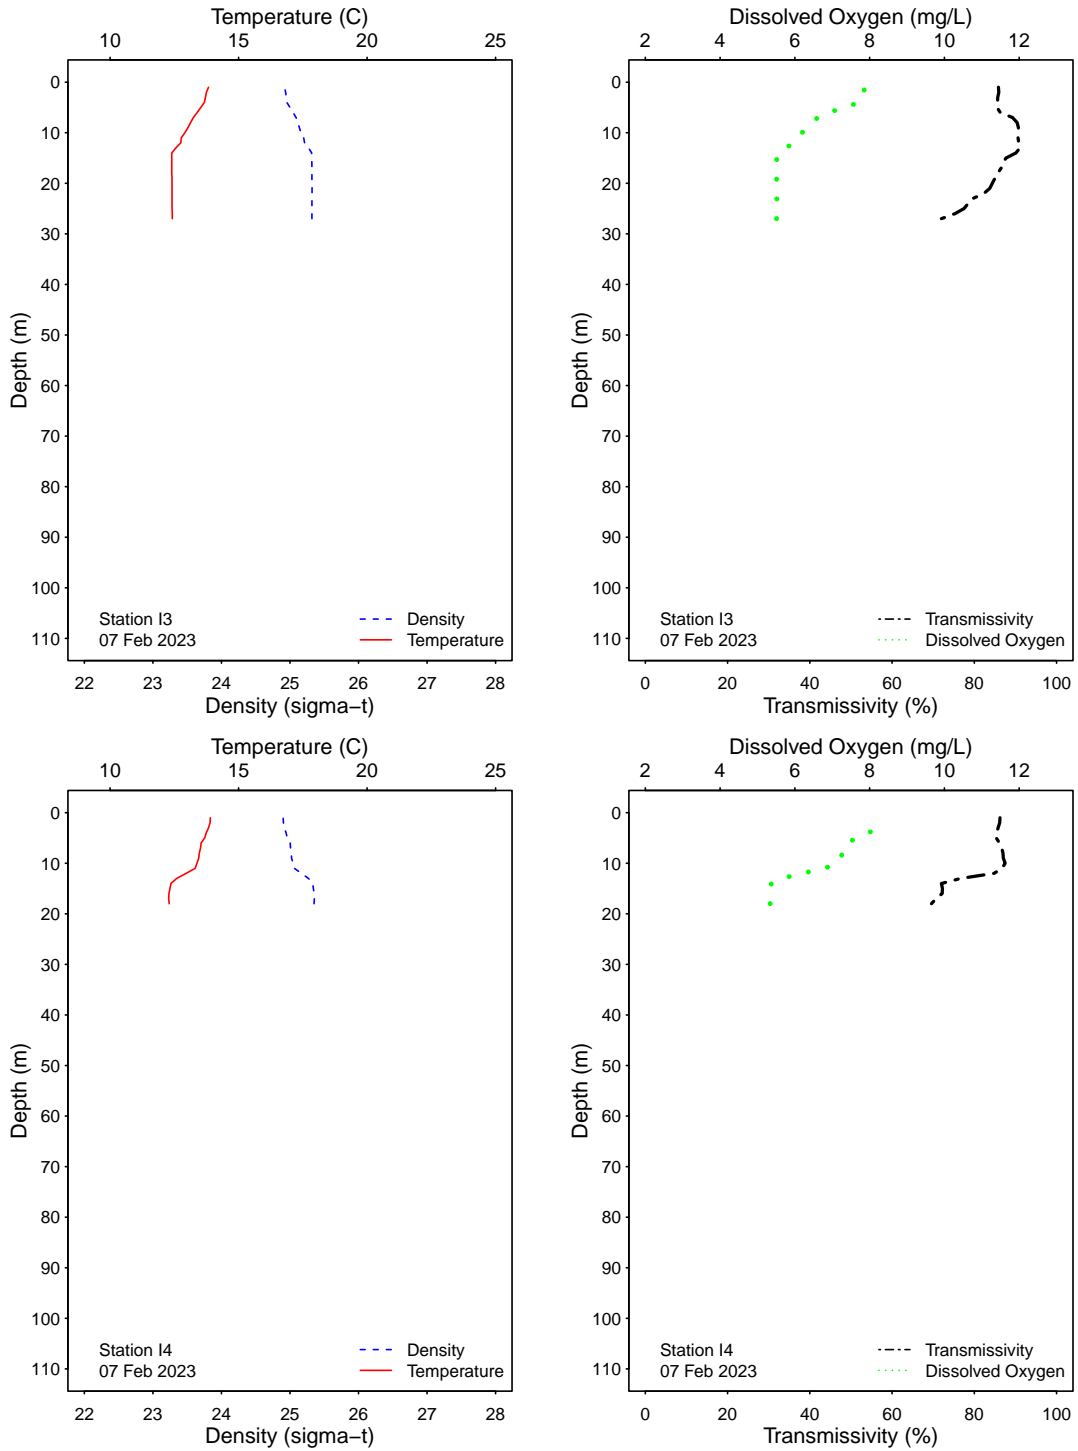 Temperature (C)
10 15 20 25
0
10
20
30
40
50
60
70
80
90
100
110
Depth (m)
Station I3
07 Feb 2023
Density
Temperature
22 23 24 25 26 27 28
Density (sigma−t)
Dissolved Oxygen (mg/L)
2 4 6 8 10 12
0
10
20
30
40
50
60
70
80
90
100
110
Depth (m)
Station I3
07 Feb 2023
Transmissivity
Dissolved Oxygen
0 20 40 60 80 100
Transmissivity (%)
Temperature (C)
10 15 20 25
0
10
20
30
40
50
60
70
80
90
100
110
Depth (m)
Station I4
07 Feb 2023
Density
Temperature
22 23 24 25 26 27 28
Density (sigma−t)
Dissolved Oxygen (mg/L)
2 4 6 8 10 12
0
10
20
30
40
50
60
70
80
90
100
110
Depth (m)
Station I4
07 Feb 2023
Transmissivity
Dissolved Oxygen
0 20 40 60 80 100
Transmissivity (%)